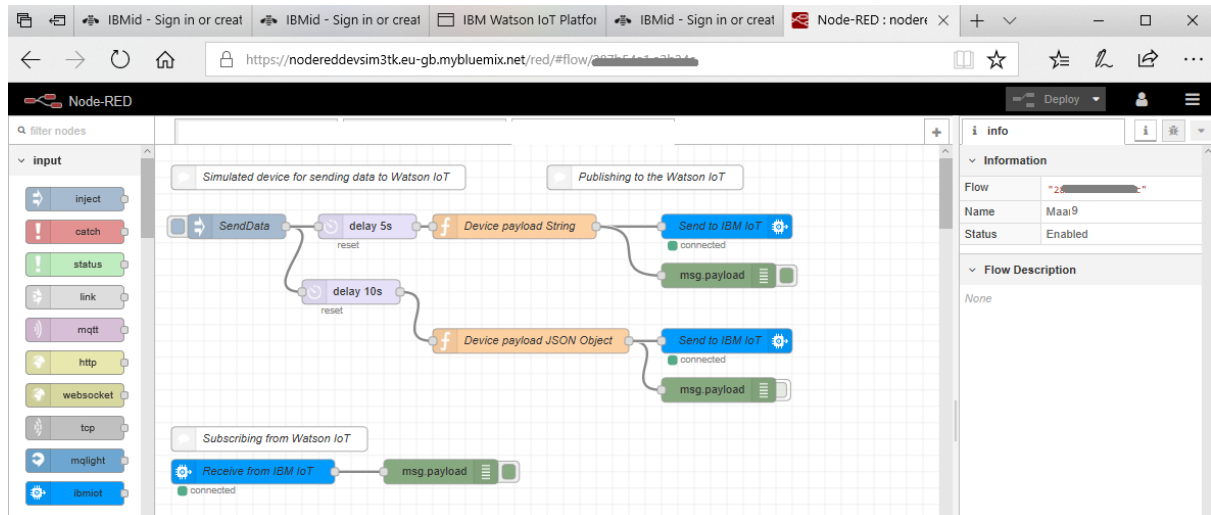 IBMid - Sign in or creat
IBMid - Sign in or creat
IBM Watson IoT Platfor
IBMid - Sign in or creat
Node-RED : nodere
https://nodereddevsim3tk.eu-gb.mybluemix.net/red/#flow/
Node-RED
Deploy
filter nodes
input
inject
catch
status
link
mqtt
http
websocket
tcp
mqlight
ibmiot
Simulated device for sending data to Watson IoT
Publishing to the Watson IoT
SendData
delay 5s
reset
Device payload String
Send to IBM IoT
connected
msg.payload
delay 10s
reset
Device payload JSON Object
Send to IBM IoT
connected
msg.payload
Subscribing from Watson IoT
Receive from IBM IoT
connected
msg.payload
i info
i
Information
Flow
Name
Status Enabled
Flow Description
None